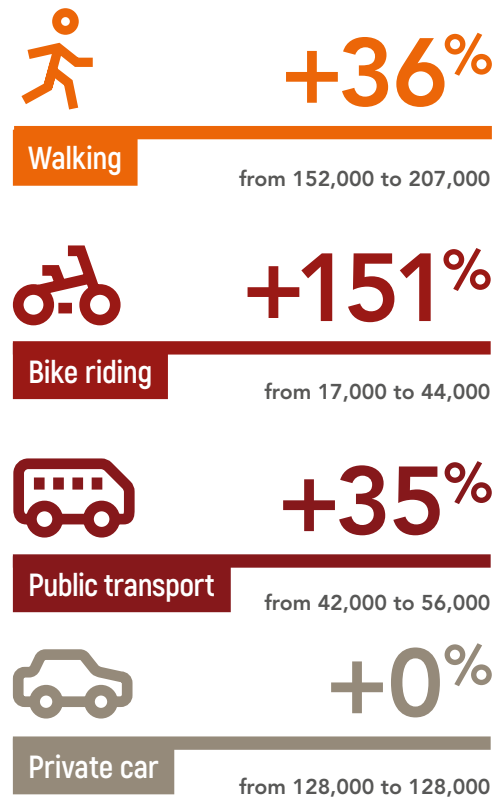 +36%
Walking
from 152,000 to 207,000
+151%
Bike riding
from 17,000 to 44,000
+35%
Public transport
from 42,000 to 56,000
+0%
Private car
from 128,000 to 128,000